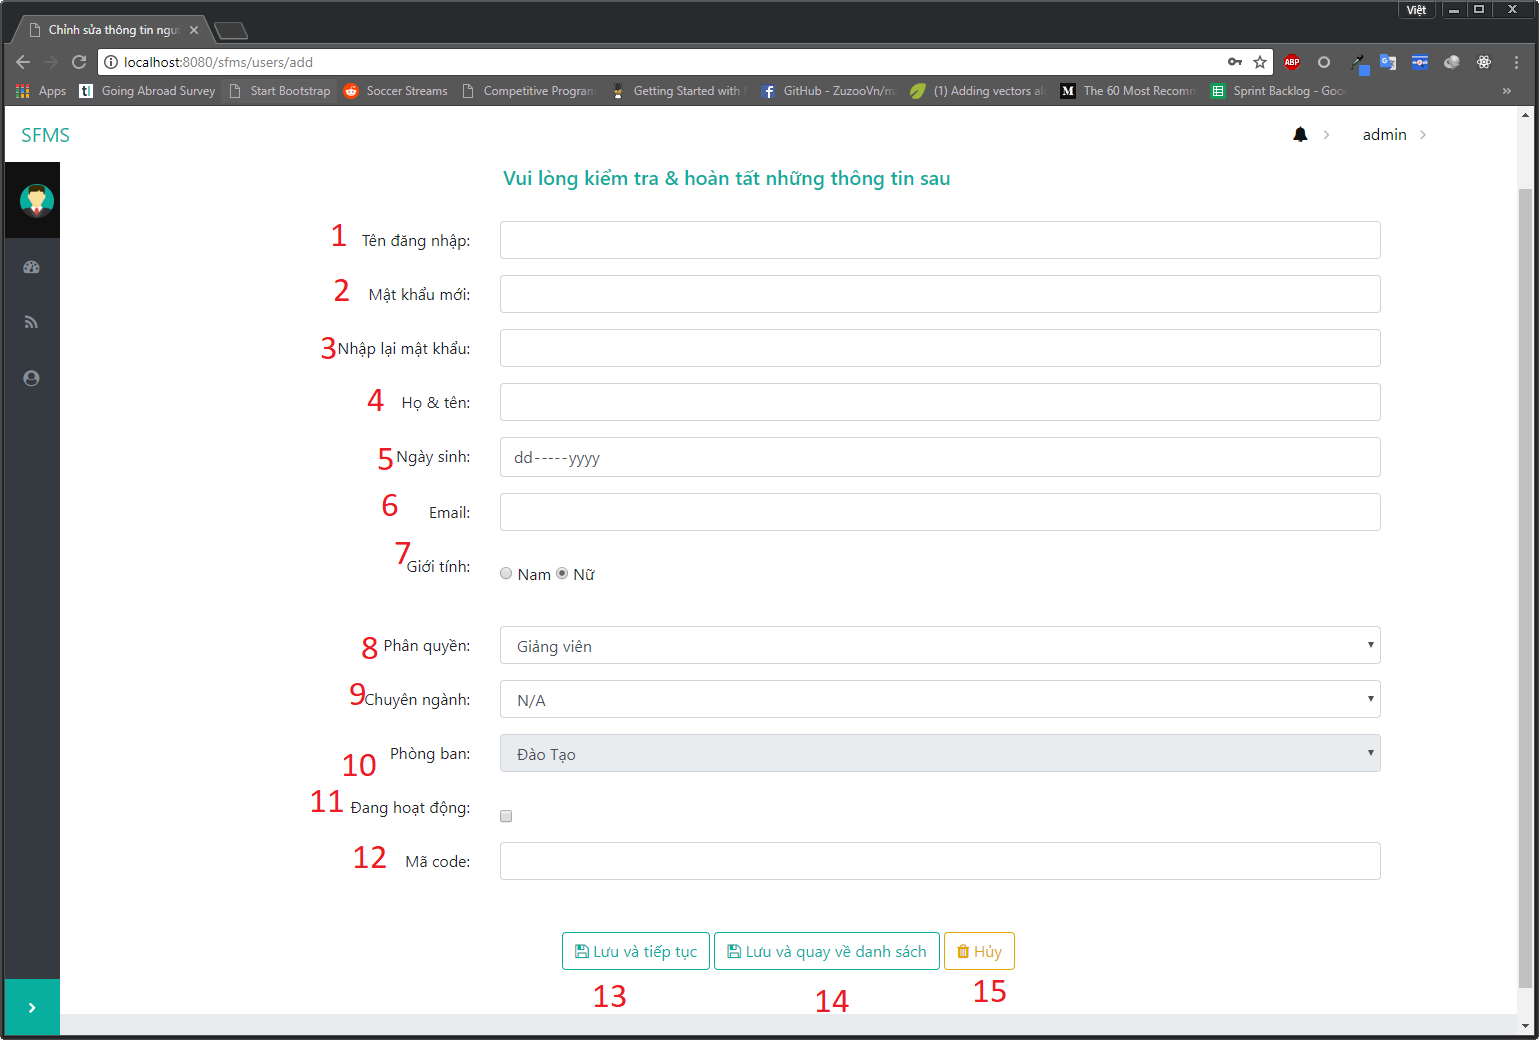 Việt
Chỉnh sửa thông tin ngu
localhost:8080/sfms/users/add
ABP
Apps
tl Going Abroad Survey
Start Bootstrap
Soccer Streams
Competitive Program
Getting Started with
GitHub - ZuzooVn/m
(1) Adding vectors al
M The 60 Most Recom
Sprint Backlog - Goo
SFMS
admin
Vui lòng kiểm tra & hoàn tất những thông tin sau
1 Tên đăng nhập:
2 Mật khẩu mới:
3 Nhập lại mật khẩu:
4 Họ & tên:
5 Ngày sinh: dd-----yyyy
6 Email:
7 Giới tính: Nam Nữ
8 Phân quyền: Giảng viên
9 Chuyên ngành: N/A
10 Phòng ban: Đào Tạo
11 Đang hoạt động:
12 Mã code:
Lưu và tiếp tục Lưu và quay về danh sách Hủy
13 14 15